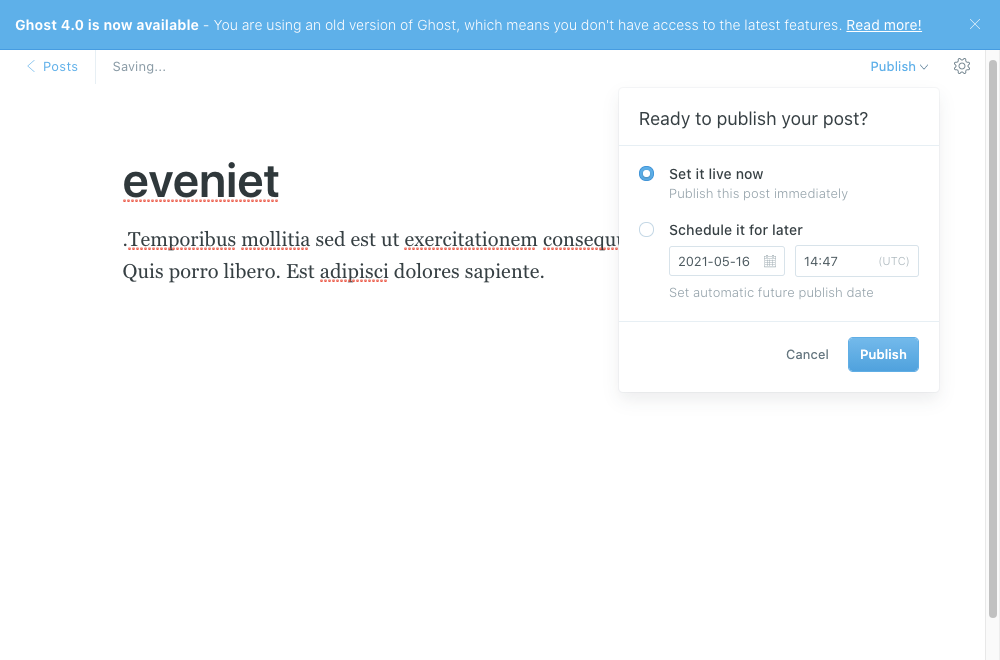 Ghost 4.0 is now available - You are using an old version of Ghost, which means you don't have access to the latest features. Read more!
Posts
Saving...
Publish
Ready to publish your post?
Set it live now
Publish this post immediately
Schedule it for later
2021-05-16
14:47
(UTC)
Set automatic future publish date
Cancel
Publish
eveniet
.Temporibus mollitia sed est ut exercitationem
Quis porro libero. Est adipisci dolores sapiente.